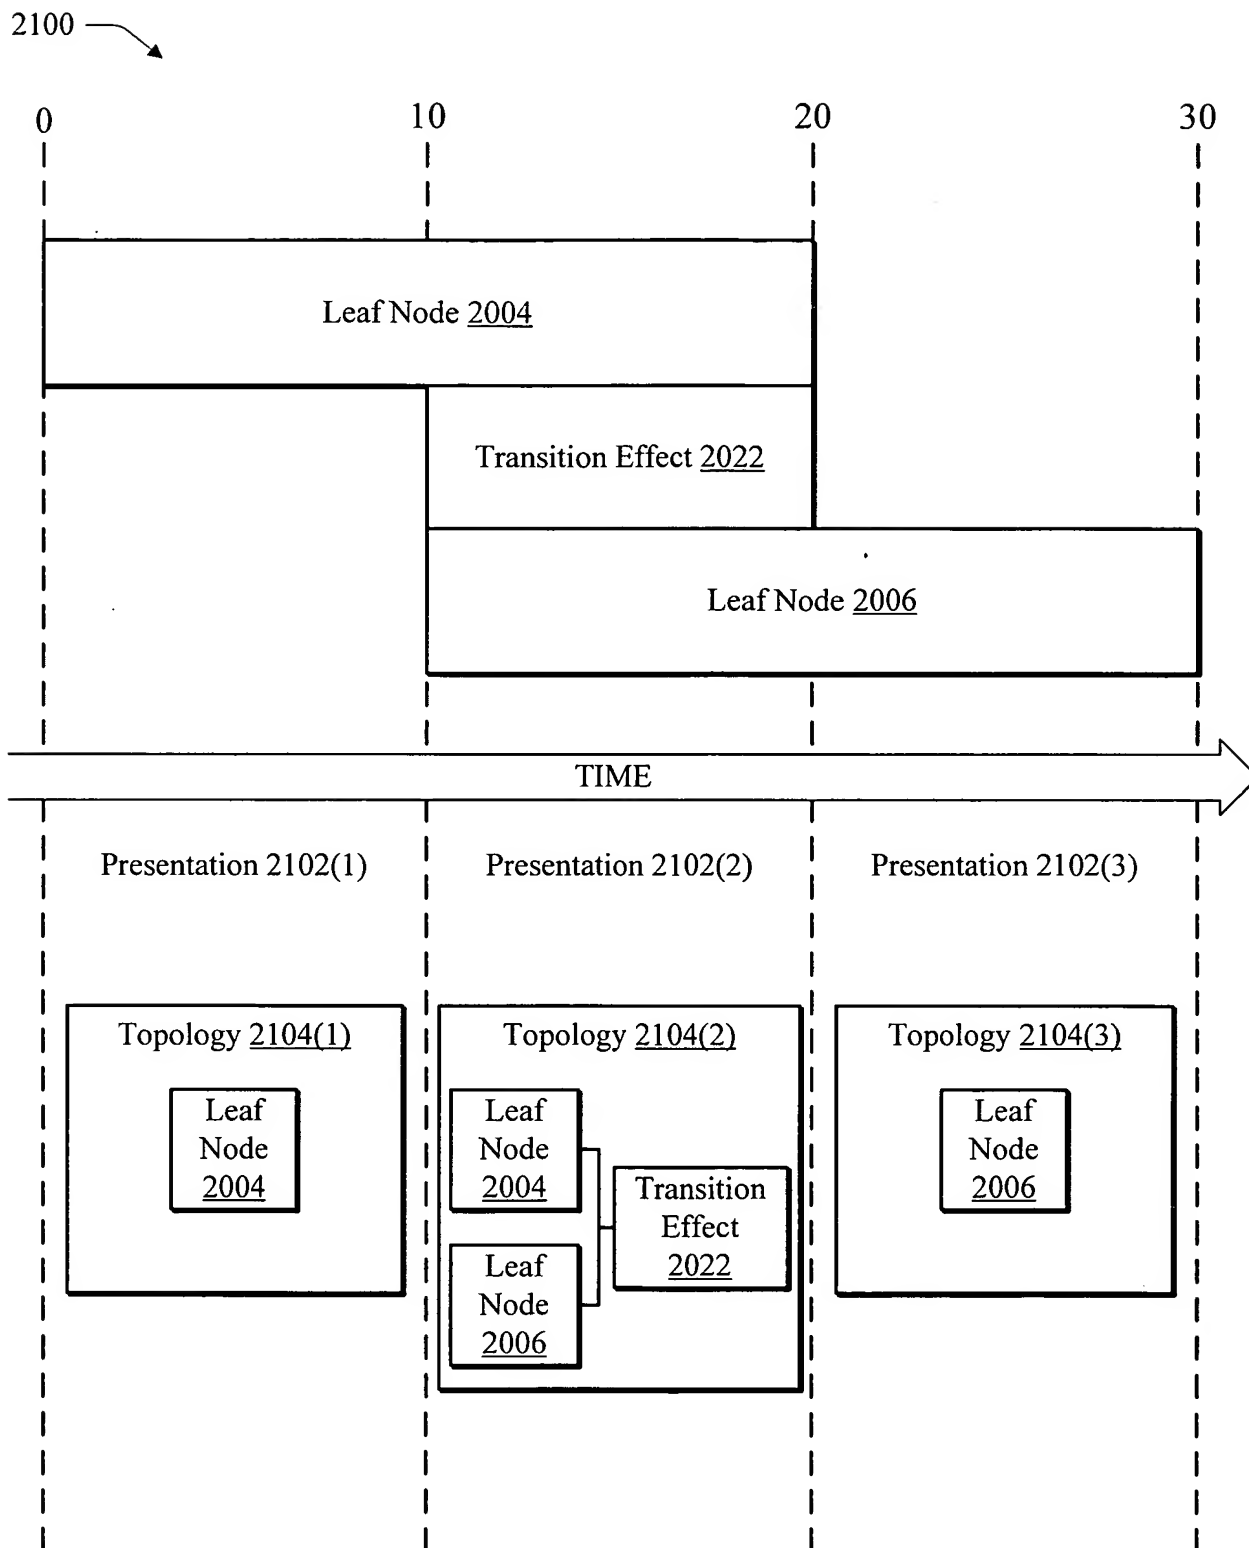 2100
0 10 20 30
Leaf Node 2004
Transition Effect 2022
Leaf Node 2006
TIME
Presentation 2102(1) Presentation 2102(2) Presentation 2102(3)
Topology 2104(1)
Leaf
Node
2004
Topology 2104(2)
Leaf
Node
2004
Leaf
Node
2006
Transition
Effect
2022
Topology 2104(3)
Leaf
Node
2006